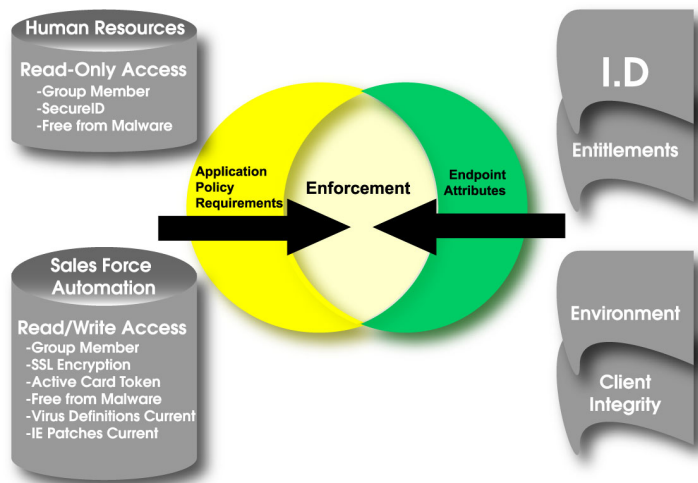 Human Resources
Read-Only Access
-Group Member
-SecureID
-Free from Malware
Sales Force
Automation
Read/Write Access
-Group Member
-SSL Encryption
-Active Card Token
-Free from Malware
-Virus Definitions Current
-IE Patches Current
Application
Policy
Requirements
Enforcement
Endpoint
Attributes
I.D
Entitlements
Environment
Client
Integrity